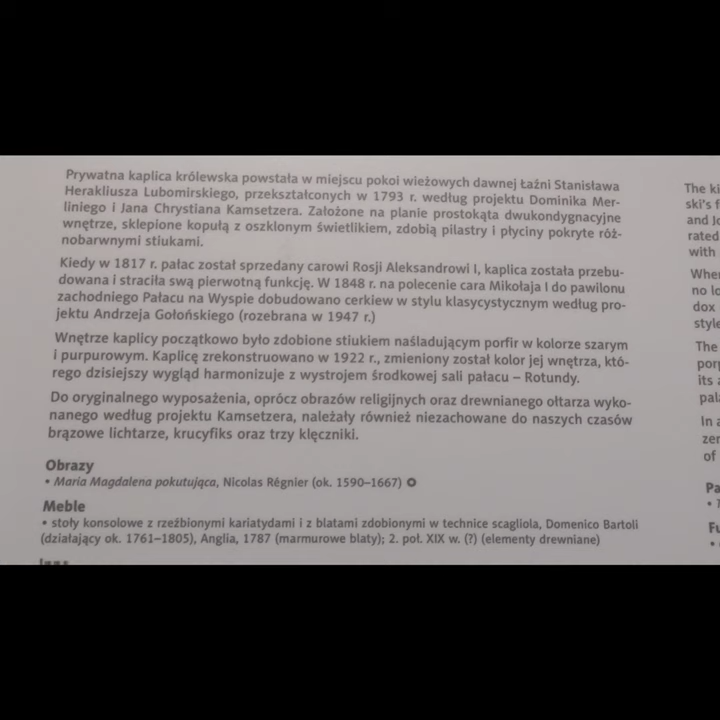 Prywatna kaplica królewska powstała w miejscu pokoi wieżowych dawnej Łaźni Stanisława
Herakliusza Lubomirskiego, przekształconych w 1793 r. według projektu Dominika Mer-
liniego i Jana Chrystiana Kamsetzera. Założone na planie prostokąta dwukondygnacyjne
wnętrze, sklepione kopułą z oszklonym świetlikiem, zdobią pilastry i płyciny pokryte róż-
nobarwnymi stiukami.
Kiedy w 1817 r. pałac został sprzedany carowi Rosji Aleksandrowi I, kaplica została przebu-
dowana i straciła swą pierwotną funkcję. W 1848 r. na polecenie cara Mikołaja I do pawilonu
zachodniego Pałacu na Wyspie dobudowano cerkiew w stylu klasycystycznym według pro-
jektu Andrzeja Gołońskiego (rozebrana w 1947 r.)
Wnętrze kaplicy początkowo było zdobione stiukiem naśladującym porfir w kolorze szarym
i purpurowym. Kaplicę zrekonstruowano w 1922 r., zmieniony został kolor jej wnętrza, któ-
rego dzisiejszy wygląd harmonizuje z wystrojem środkowej sali pałacu – Rotundy.
Do oryginalnego wyposażenia, oprócz obrazów religijnych oraz drewnianego ołtarza wyko-
nanego według projektu Kamsetzera, należały również niezachowane do naszych czasów
brązowe lichtarze, krucyfiks oraz trzy klęczniki.
Obrazy
• Maria Magdalena pokutująca, Nicolas Régnier (ok. 1590–1667)
Meble
• stoły konsolowe z rzeźbionymi kariatydami i z blatami zdobionymi w technice scagliola, Domenico Bartoli
(działający ok. 1761–1805), Anglia, 1787 (marmurowe blaty); 2. poł. XIX w. (?) (elementy drewniane)
The
ski's
and
rated
with
no
dox
style
The
its
In a
of